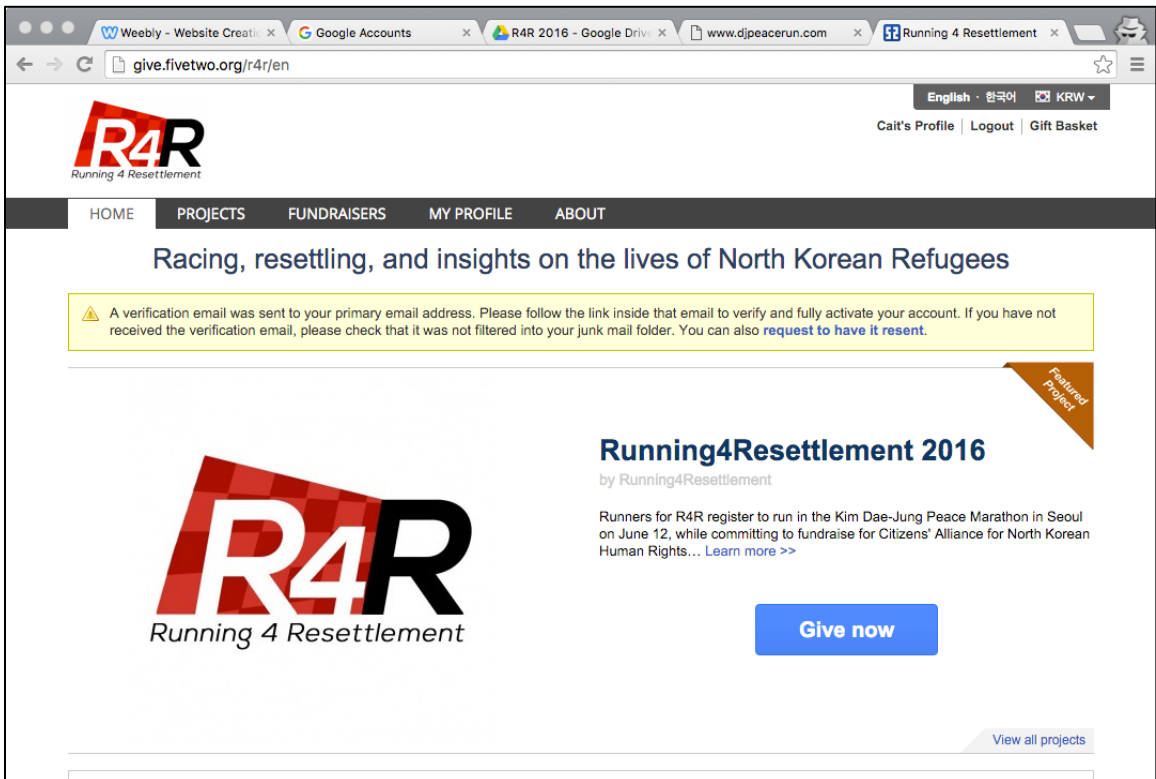 Weebly - Website Creatic
Google Accounts
R4R 2016 - Google Drive
www.djpeacerun.com
Running 4 Resettlement
give.fivetwo.org/r4r/en
English · 한국어 KRW
Cait's Profile | Logout | Gift Basket
R4R
Running 4 Resettlement
HOME PROJECTS FUNDRAISERS MY PROFILE ABOUT
Racing, resettling, and insights on the lives of North Korean Refugees
A verification email was sent to your primary email address. Please follow the link inside that email to verify and fully activate your account. If you have not
received the verification email, please check that it was not filtered into your junk mail folder. You can also request to have it resent.
Featured
Project
R4R
Running 4 Resettlement
Running4Resettlement 2016
by Running4Resettlement
Runners for R4R register to run in the Kim Dae-Jung Peace Marathon in Seoul
on June 12, while committing to fundraise for Citizens' Alliance for North Korean
Human Rights… Learn more >>
Give now
View all projects